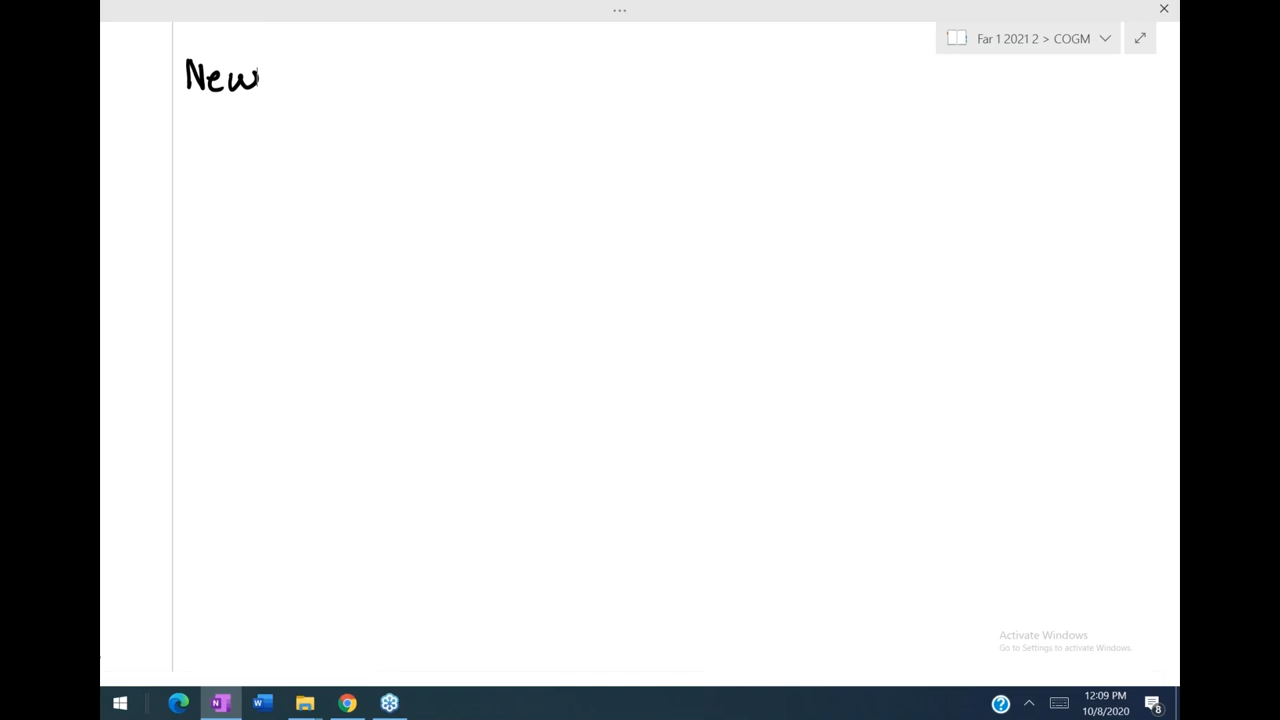 Far 1 2021 2 > COGM
New
Activate Windows
Go to Settings to activate Windows.
12:09 PM
10/8/2020
8